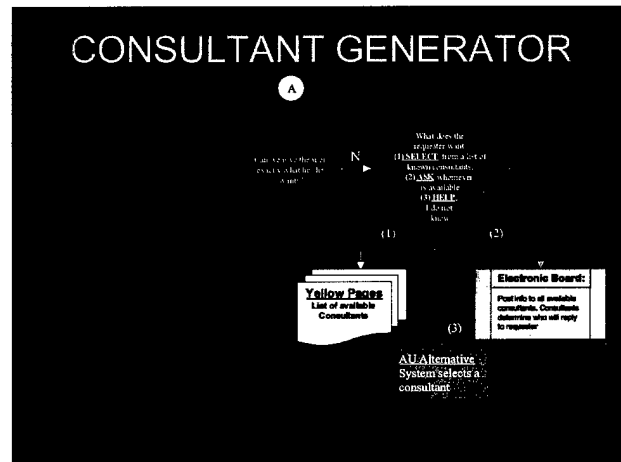 CONSULTANT GENERATOR
A
What does the
requester want
(1) SELECT from a list of
known consultants,
(2) ASK whomever
is available
(3) HELP,
I do not
know
N
(1)
(2)
Yellow Pages
List of available
Consultants
Electronic Board:
Post info to all available
consultants. Consultants
determine who will reply
to requester
(3)
AU Alternative
System selects a
consultant